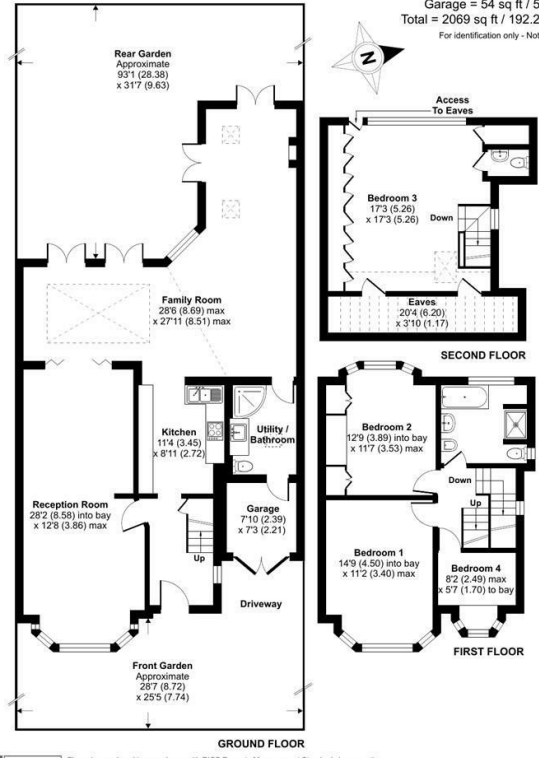 Garage = 54 sq ft / 5
Total = 2069 sq ft / 192.2
For identification only - Not
N
Rear Garden
Approximate
93'1 (28.38)
x 31'7 (9.63)
Access
To Eaves
Bedroom 3
17'3 (5.26)
x 17'3 (5.26)
Down
Eaves
20'4 (6.20)
x 3'10 (1.17)
SECOND FLOOR
Family Room
28'6 (8.69) max
x 27'11 (8.51) max
Kitchen
11'4 (3.45)
x 8'11 (2.72)
Utility /
Bathroom
Reception Room
28'2 (8.58) into bay
x 12'8 (3.86) max
Garage
7'10 (2.39)
x 7'3 (2.21)
Up
Driveway
Front Garden
Approximate
28'7 (8.72)
x 25'5 (7.74)
GROUND FLOOR
Bedroom 2
12'9 (3.89) into bay
x 11'7 (3.53) max
Down
Up
Bedroom 1
14'9 (4.50) into bay
x 11'2 (3.40) max
Bedroom 4
8'2 (2.49) max
x 5'7 (1.70) to bay
FIRST FLOOR